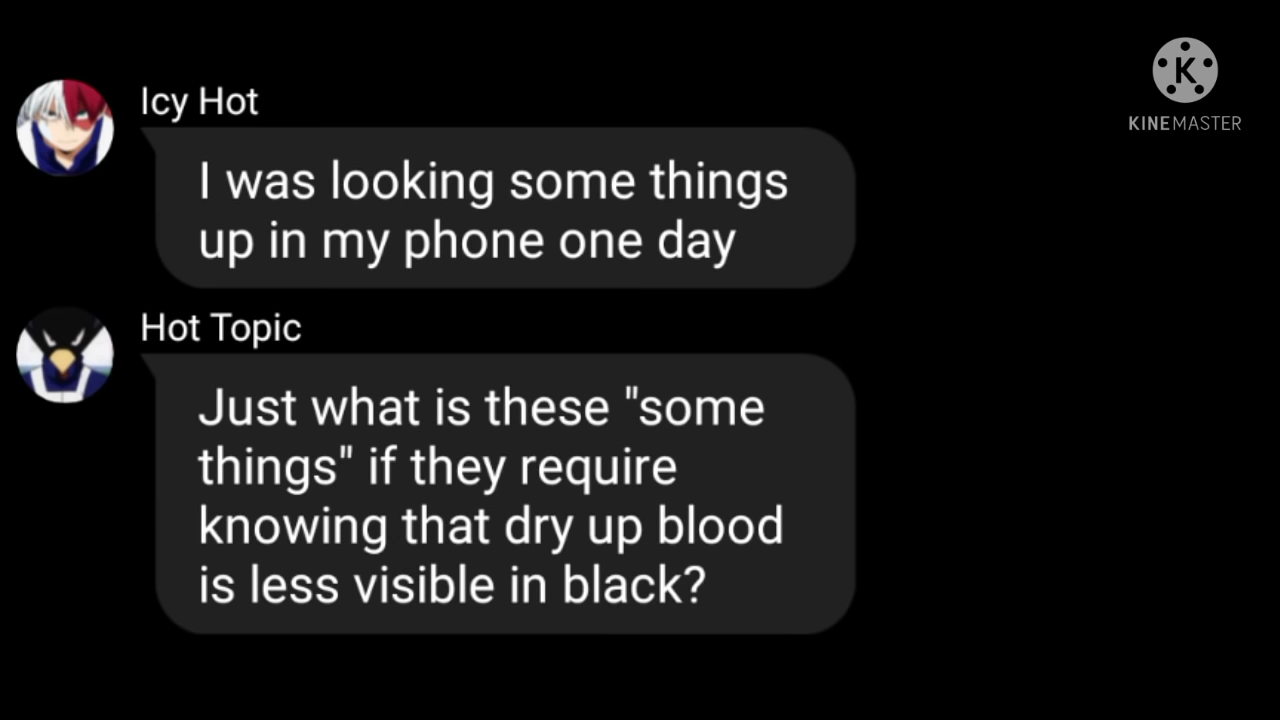 Icy Hot
I was looking some things
up in my phone one day
Hot Topic
Just what is these "some
things" if they require
knowing that dry up blood
is less visible in black?
K
KINEMASTER